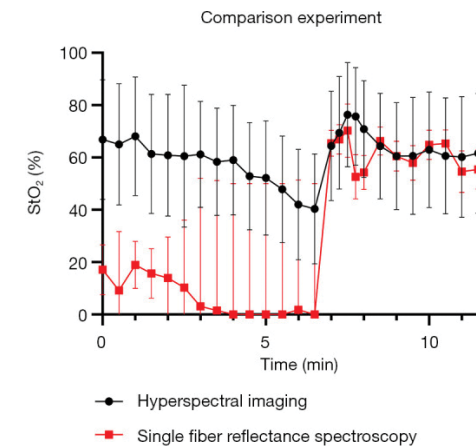 Comparison experiment
100
80
60
40
20
0
StO₂ (%)
0 5 10
Time (min)
Hyperspectral imaging
Single fiber reflectance spectroscopy